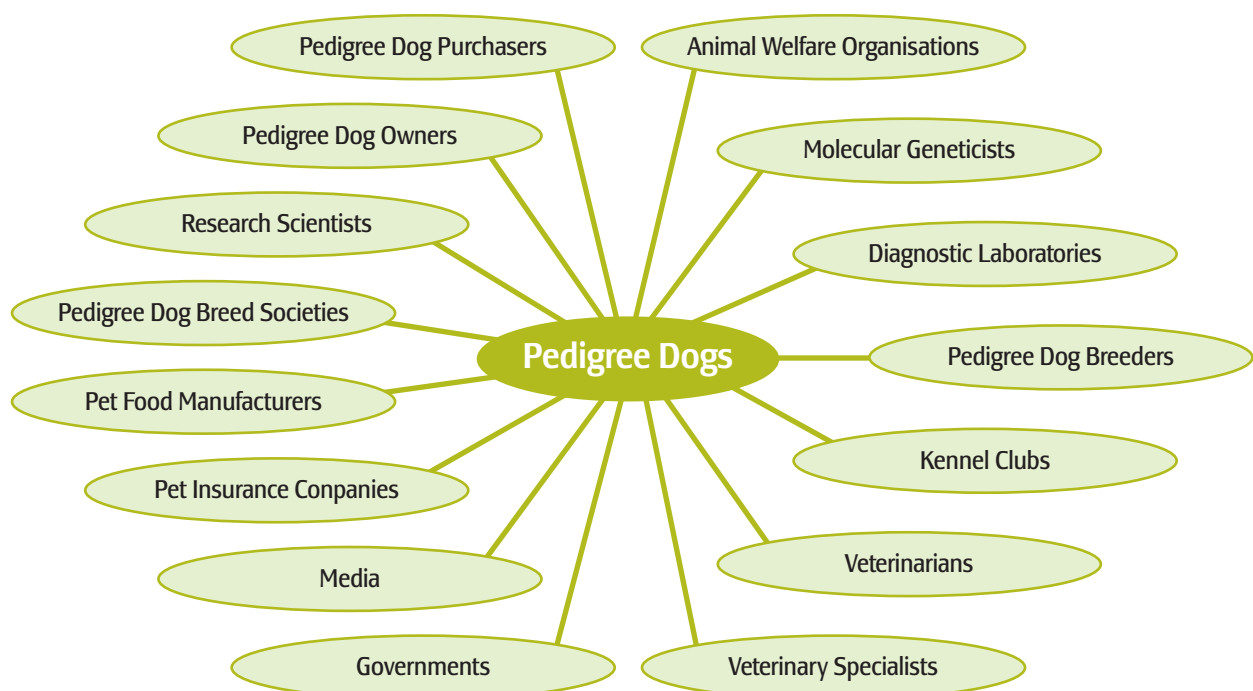 Pedigree Dog Purchasers
Animal Welfare Organisations
Pedigree Dog Owners
Molecular Geneticists
Research Scientists
Diagnostic Laboratories
Pedigree Dog Breed Societies
Pedigree Dogs
Pedigree Dog Breeders
Pet Food Manufacturers
Kennel Clubs
Pet Insurance Conpanies
Veterinarians
Media
Governments
Veterinary Specialists